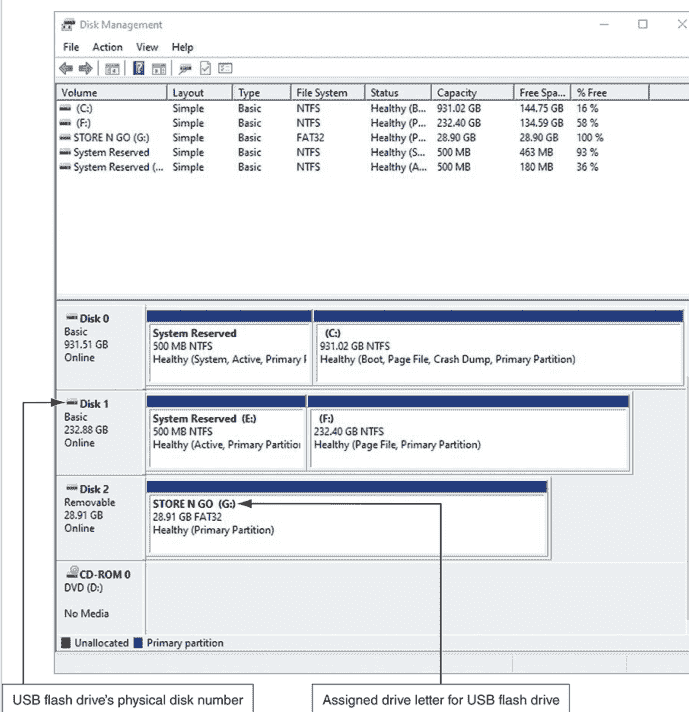 Disk Management
File Action View Help
Volume Layout Type File System Status Capacity Free Spa... % Free
(C:) Simple Basic NTFS Healthy (B... 931.02 GB 144.75 GB 16 %
(F:) Simple Basic NTFS Healthy (P... 232.40 GB 134.59 GB 58 %
STORE N GO (G:) Simple Basic FAT32 Healthy (P... 28.90 GB 28.90 GB 100 %
System Reserved Simple Basic NTFS Healthy (S... 500 MB 463 MB 93 %
System Reserved (... Simple Basic NTFS Healthy (A... 500 MB 180 MB 36 %
Disk 0
Basic
931.51 GB
Online
System Reserved
500 MB NTFS
Healthy (System, Active, Primary P
(C:)
931.02 GB NTFS
Healthy (Boot, Page File, Crash Dump, Primary Partition)
Disk 1
Basic
232.88 GB
Online
System Reserved (E:)
500 MB NTFS
Healthy (Active, Primary Partition
(F:)
232.40 GB NTFS
Healthy (Page File, Primary Partition)
Disk 2
Removable
28.91 GB
Online
STORE N GO (G:)
28.91 GB FAT32
Healthy (Primary Partition)
CD-ROM 0
DVD (D:)
No Media
Unallocated Primary partition
USB flash drive's physical disk number
Assigned drive letter for USB flash drive